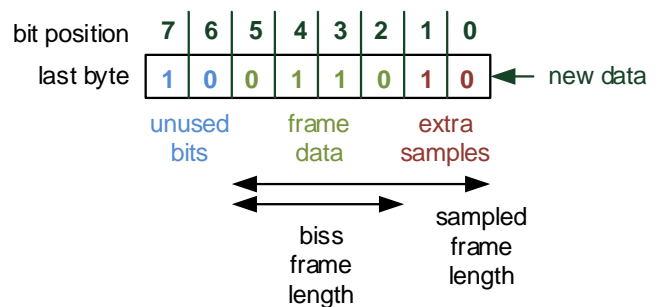 bit position 7 6 5 4 3 2 1 0
last byte 1 0 0 1 1 0 1 0 new data
unused bits
frame data
extra samples
biss frame length
sampled frame length